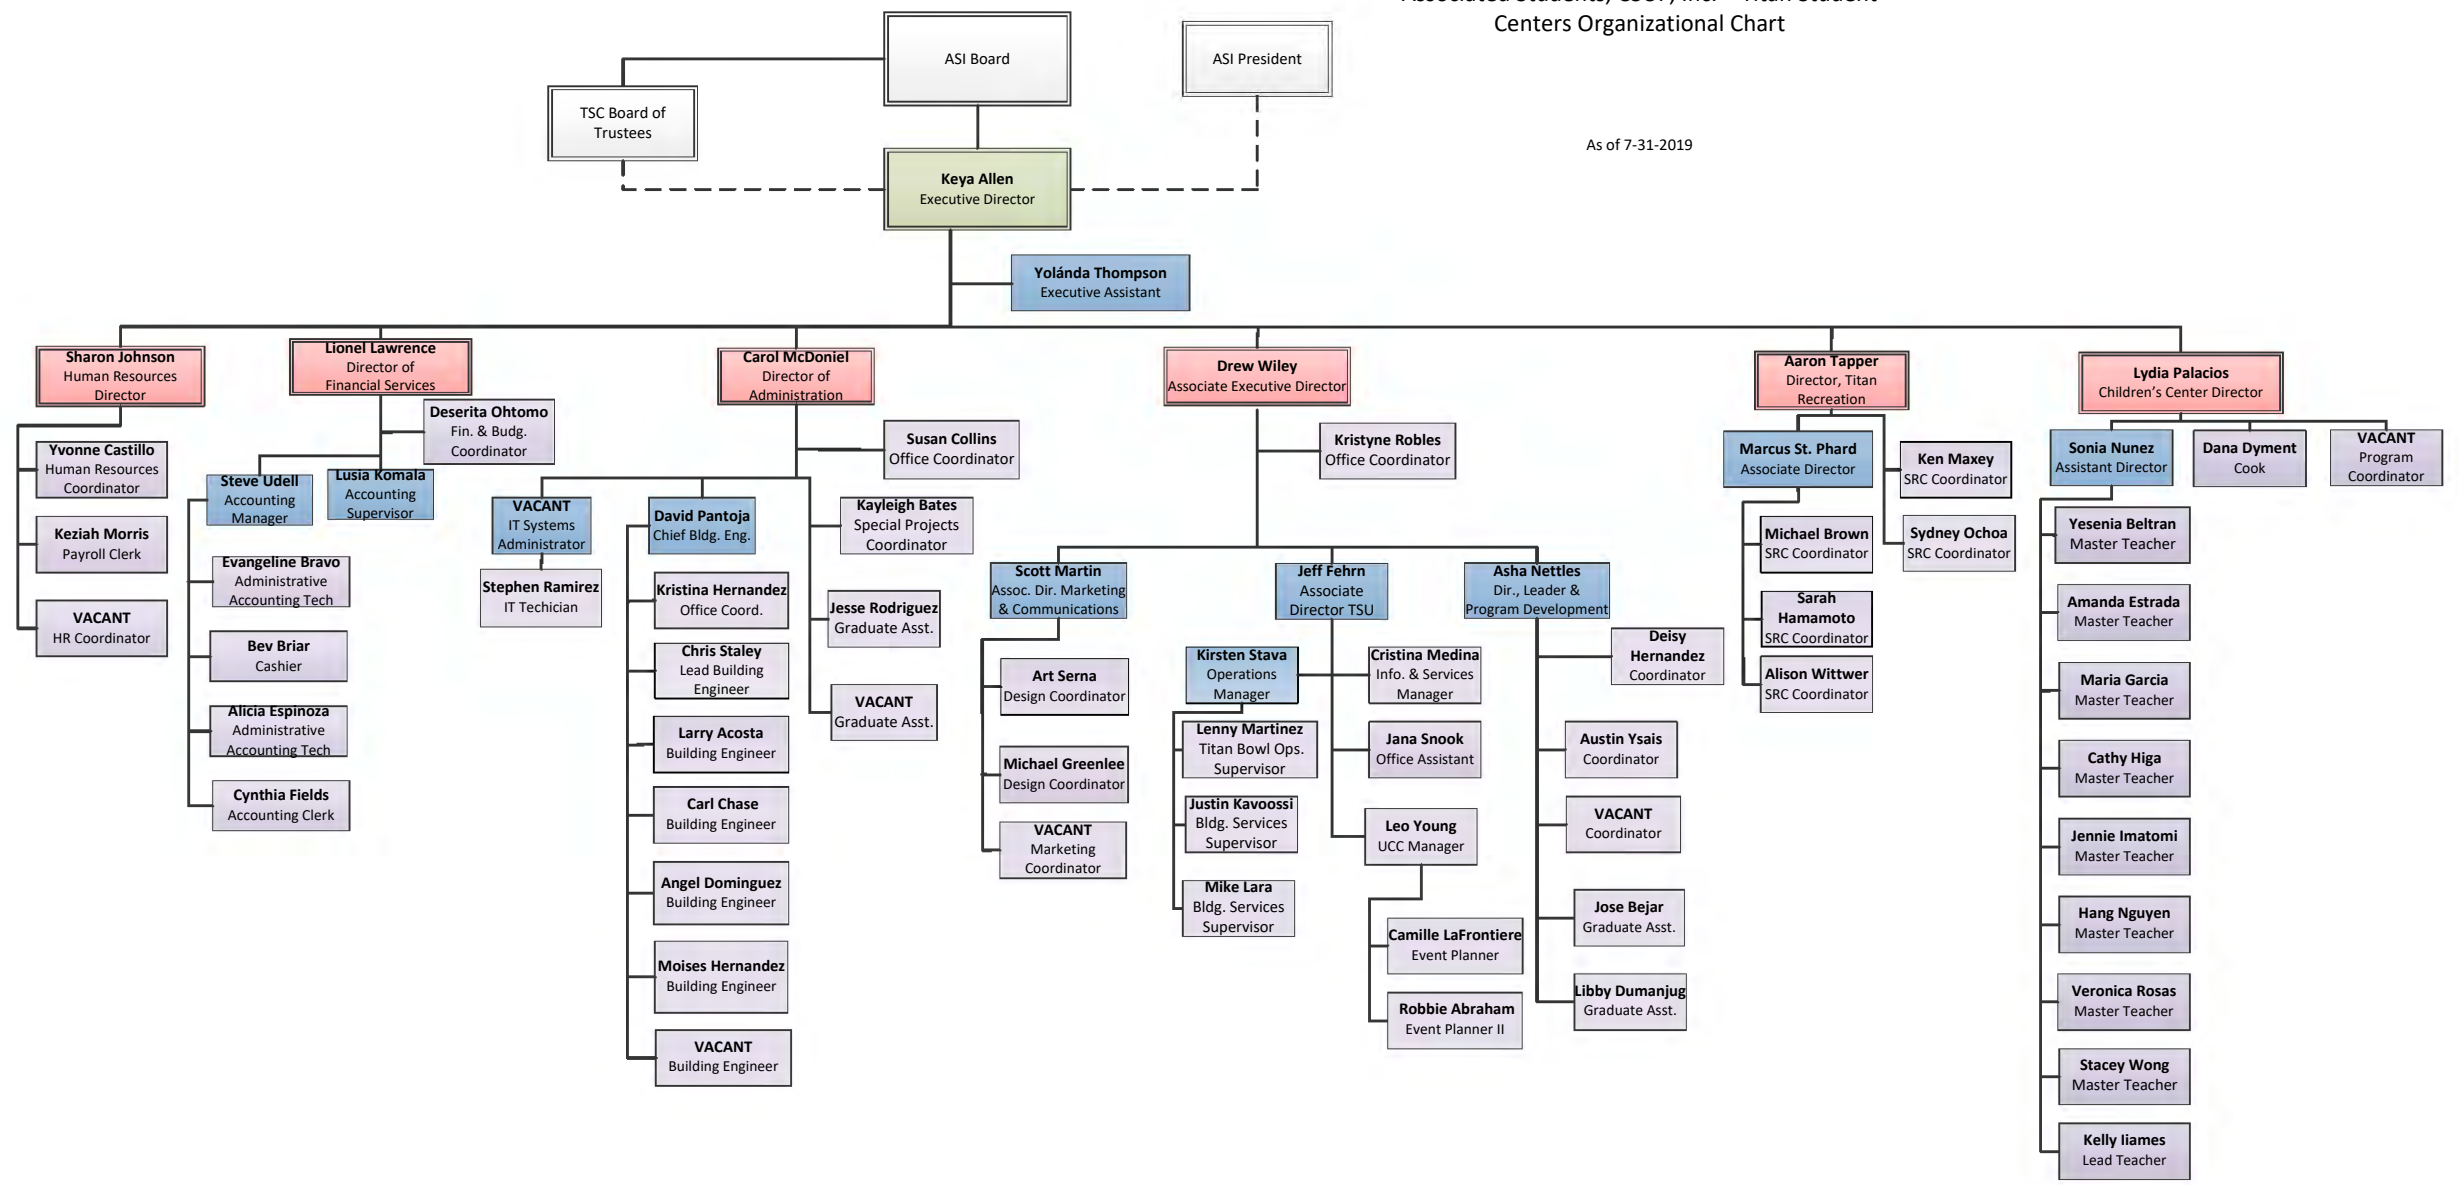 Centers Organizational Chart
As of 7-31-2019
ASI Board
ASI President
TSC Board of
Trustees
Keya Allen
Executive Director
Yolánda Thompson
Executive Assistant
Sharon Johnson
Human Resources
Director
Yvonne Castillo
Human Resources
Coordinator
Keziah Morris
Payroll Clerk
VACANT
HR Coordinator
Lionel Lawrence
Director of
Financial Services
Deserita Ohtomo
Fin. & Budg.
Coordinator
Steve Udell
Accounting
Manager
Lusia Komala
Accounting
Supervisor
Evangeline Bravo
Administrative
Accounting Tech
Bev Briar
Cashier
Alicia Espinoza
Administrative
Accounting Tech
Cynthia Fields
Accounting Clerk
Carol McDoniel
Director of
Administration
Susan Collins
Office Coordinator
VACANT
IT Systems
Administrator
Stephen Ramirez
IT Techician
David Pantoja
Chief Bldg. Eng.
Kristina Hernandez
Office Coord.
Chris Staley
Lead Building
Engineer
Larry Acosta
Building Engineer
Carl Chase
Building Engineer
Angel Dominguez
Building Engineer
Moises Hernandez
Building Engineer
VACANT
Building Engineer
Kayleigh Bates
Special Projects
Coordinator
Jesse Rodriguez
Graduate Asst.
VACANT
Graduate Asst.
Drew Wiley
Associate Executive Director
Kristyne Robles
Office Coordinator
Scott Martin
Assoc. Dir. Marketing
& Communications
Art Serna
Design Coordinator
Michael Greenlee
Design Coordinator
VACANT
Marketing
Coordinator
Jeff Fehrn
Associate
Director TSU
Kirsten Stava
Operations
Manager
Lenny Martinez
Titan Bowl Ops.
Supervisor
Justin Kavoossi
Bldg. Services
Supervisor
Mike Lara
Bldg. Services
Supervisor
Cristina Medina
Info. & Services
Manager
Jana Snook
Office Assistant
Leo Young
UCC Manager
Camille LaFrontiere
Event Planner
Robbie Abraham
Event Planner II
Asha Nettles
Dir., Leader &
Program Development
Deisy
Hernandez
Coordinator
Austin Ysais
Coordinator
VACANT
Coordinator
Jose Bejar
Graduate Asst.
Libby Dumanjug
Graduate Asst.
Aaron Tapper
Director, Titan
Recreation
Marcus St. Phard
Associate Director
Michael Brown
SRC Coordinator
Sarah
Hamamoto
SRC Coordinator
Alison Wittwer
SRC Coordinator
Ken Maxey
SRC Coordinator
Sydney Ochoa
SRC Coordinator
Lydia Palacios
Children’s Center Director
Sonia Nunez
Assistant Director
Dana Dyment
Cook
VACANT
Program
Coordinator
Yesenia Beltran
Master Teacher
Amanda Estrada
Master Teacher
Maria Garcia
Master Teacher
Cathy Higa
Master Teacher
Jennie Imatomi
Master Teacher
Hang Nguyen
Master Teacher
Veronica Rosas
Master Teacher
Stacey Wong
Master Teacher
Kelly Iiames
Lead Teacher